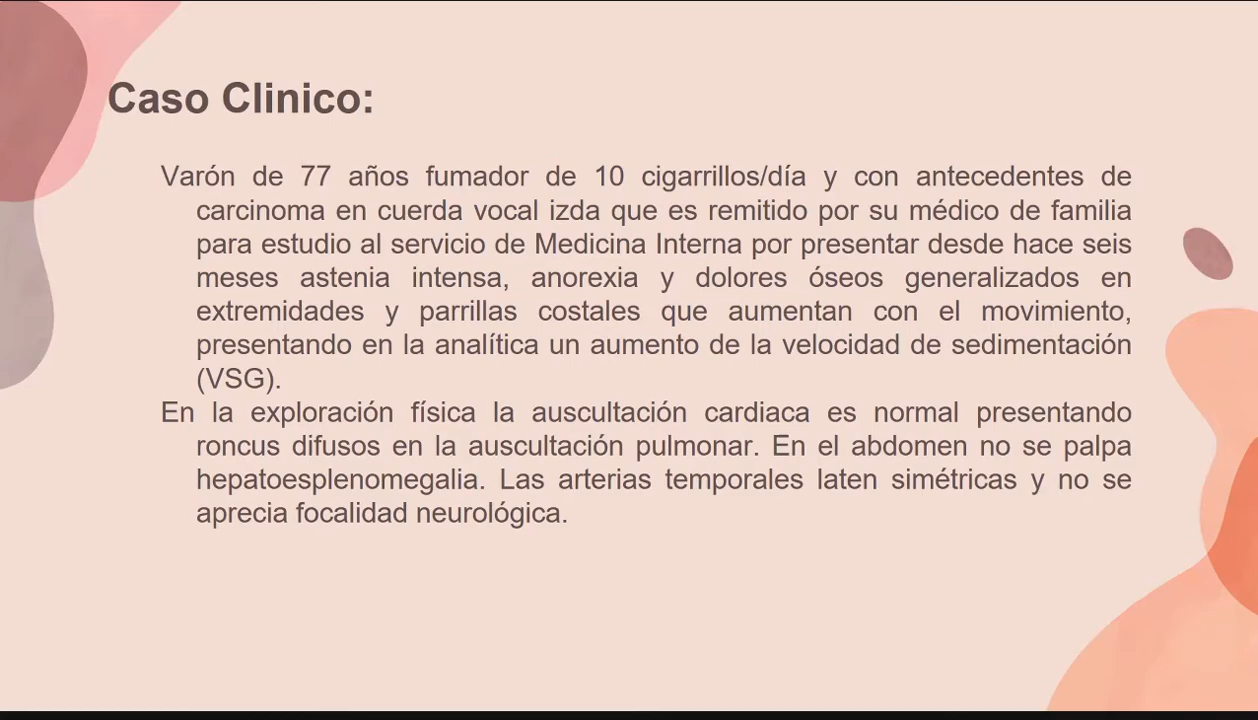 Caso Clinico:
Varón de 77 años fumador de 10 cigarrillos/día y con antecedentes de
carcinoma en cuerda vocal izda que es remitido por su médico de familia
para estudio al servicio de Medicina Interna por presentar desde hace seis
meses astenia intensa, anorexia y dolores óseos generalizados en
extremidades y parrillas costales que aumentan con el movimiento,
presentando en la analítica un aumento de la velocidad de sedimentación
(VSG).
En la exploración física la auscultación cardiaca es normal presentando
roncus difusos en la auscultación pulmonar. En el abdomen no se palpa
hepatoesplenomegalia. Las arterias temporales laten simétricas y no se
aprecia focalidad neurológica.